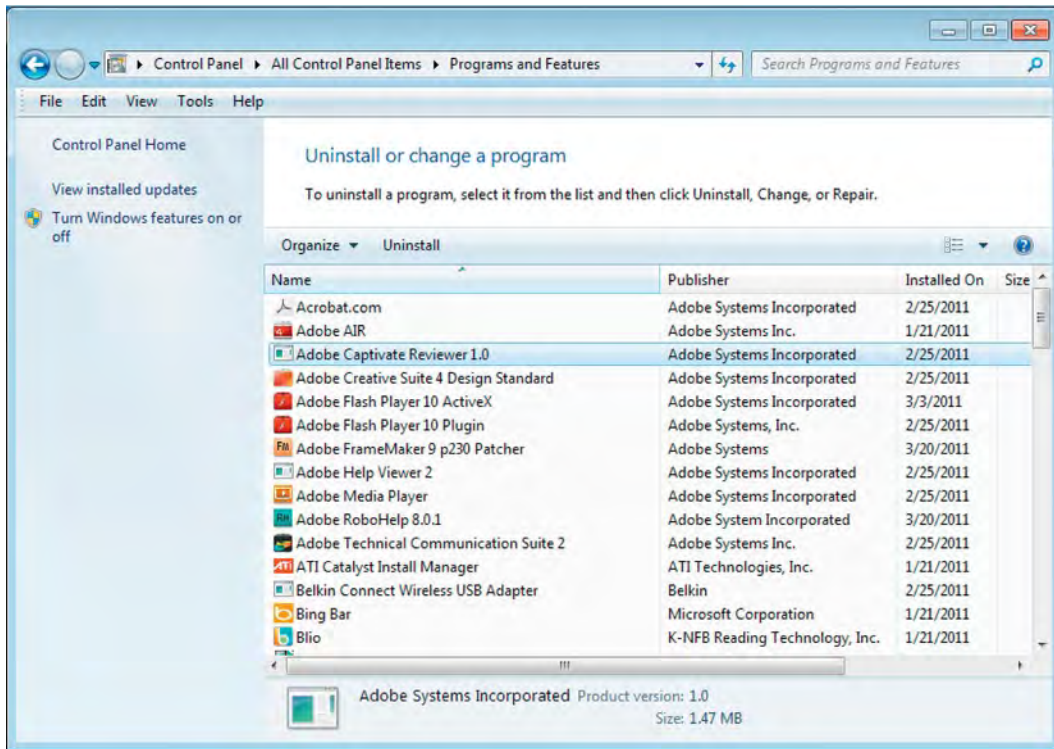 Control Panel ▸ All Control Panel Items ▸ Programs and Features Search Programs and Features
File Edit View Tools Help
Control Panel Home
View installed updates
Turn Windows features on or
off
Uninstall or change a program
To uninstall a program, select it from the list and then click Uninstall, Change, or Repair.
Organize Uninstall
Name Publisher Installed On Size
Acrobat.com Adobe Systems Incorporated 2/25/2011
Adobe AIR Adobe Systems Inc. 1/21/2011
Adobe Captivate Reviewer 1.0 Adobe Systems Incorporated 2/25/2011
Adobe Creative Suite 4 Design Standard Adobe Systems Incorporated 2/25/2011
Adobe Flash Player 10 ActiveX Adobe Systems Incorporated 3/3/2011
Adobe Flash Player 10 Plugin Adobe Systems, Inc. 2/25/2011
FM Adobe FrameMaker 9 p230 Patcher Adobe Systems 3/20/2011
Adobe Help Viewer 2 Adobe Systems Incorporated 2/25/2011
Adobe Media Player Adobe Systems Incorporated 2/25/2011
RH Adobe RoboHelp 8.0.1 Adobe System Incorporated 3/20/2011
Adobe Technical Communication Suite 2 Adobe Systems Inc. 2/25/2011
ATI ATI Catalyst Install Manager ATI Technologies, Inc. 1/21/2011
Belkin Connect Wireless USB Adapter Belkin 2/25/2011
Bing Bar Microsoft Corporation 1/21/2011
Blio K-NFB Reading Technology, Inc. 1/21/2011
Adobe Systems Incorporated Product version: 1.0
Size: 1.47 MB